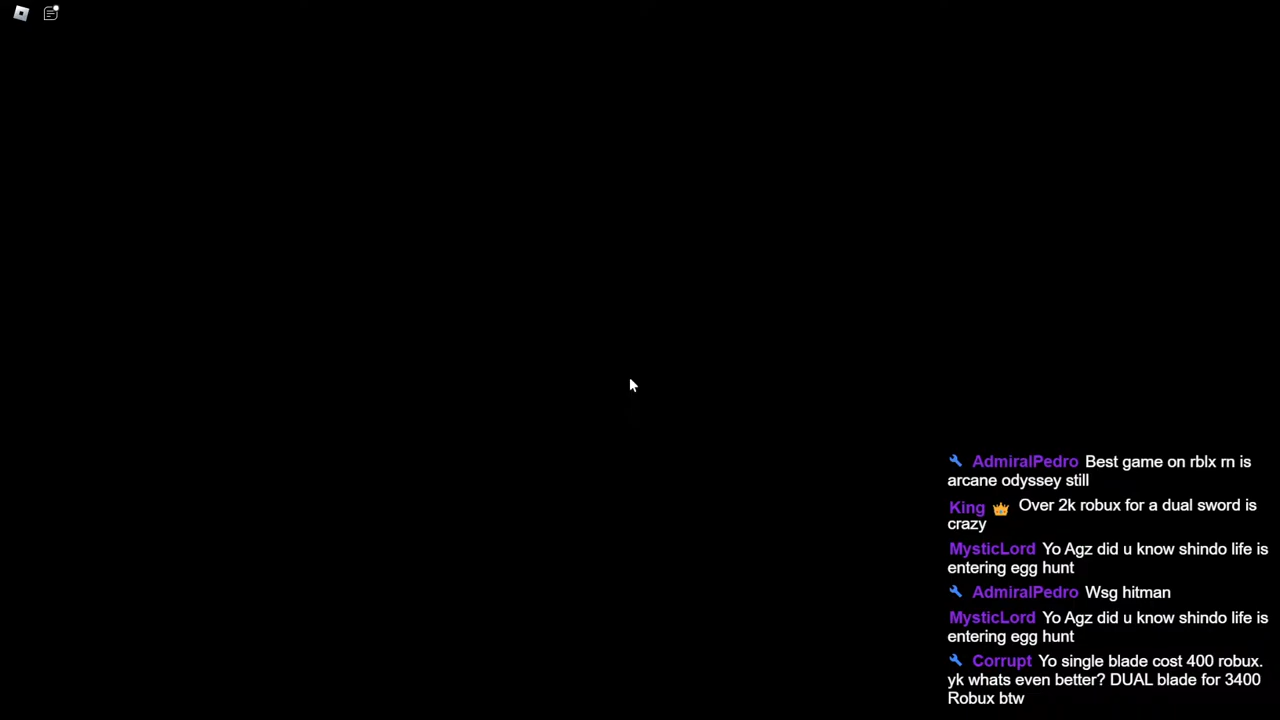 AdmiralPedro Best game on rblx rn is
arcane odyssey still
King 👑 Over 2k robux for a dual sword is
crazy
MysticLord Yo Agz did u know shindo life is
entering egg hunt
AdmiralPedro Wsg hitman
MysticLord Yo Agz did u know shindo life is
entering egg hunt
Corrupt Yo single blade cost 400 robux.
yk whats even better? DUAL blade for 3400
Robux btw